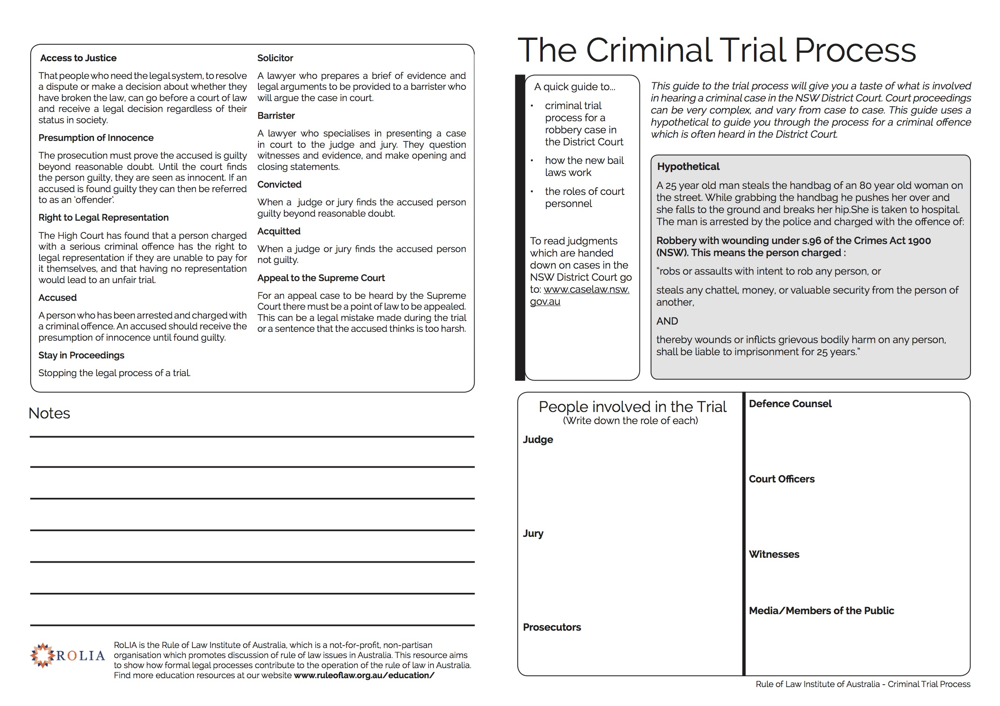 Access to Justice
That people who need the legal system, to resolve
a dispute or make a decision about whether they
have broken the law, can go before a court of law
and receive a legal decision regardless of their
status in society.
Presumption of Innocence
The prosecution must prove the accused is guilty
beyond reasonable doubt. Until the court finds
the person guilty, they are seen as innocent. If an
accused is found guilty they can then be referred
to as an ‘offender’.
Right to Legal Representation
The High Court has found that a person charged
with a serious criminal offence has the right to
legal representation if they are unable to pay for
it themselves, and that having no representation
would lead to an unfair trial.
Accused
A person who has been arrested and charged with
a criminal offence. An accused should receive the
presumption of innocence until found guilty.
Stay in Proceedings
Stopping the legal process of a trial.
Solicitor
A lawyer who prepares a brief of evidence and
legal arguments to be provided to a barrister who
will argue the case in court.
Barrister
A lawyer who specialises in presenting a case
in court to the judge and jury. They question
witnesses and evidence, and make opening and
closing statements.
Convicted
When a judge or jury finds the accused person
guilty beyond reasonable doubt.
Acquitted
When a judge or jury finds the accused person
not guilty.
Appeal to the Supreme Court
For an appeal case to be heard by the Supreme
Court there must be a point of law to be appealed.
This can be a legal mistake made during the trial
or a sentence that the accused thinks is too harsh.
Notes
ROLIA
RoLIA is the Rule of Law Institute of Australia, which is a not-for-profit, non-partisan
organisation which promotes discussion of rule of law issues in Australia. This resource aims
to show how formal legal processes contribute to the operation of the rule of law in Australia.
Find more education resources at our website www.ruleoflaw.org.au/education/
The Criminal Trial Process
A quick guide to...
• criminal trial
process for a
robbery case in
the District Court
• how the new bail
laws work
• the roles of court
personnel
To read judgments
which are handed
down on cases in the
NSW District Court go
to: www.caselaw.nsw.
gov.au
This guide to the trial process will give you a taste of what is involved
in hearing a criminal case in the NSW District Court. Court proceedings
can be very complex, and vary from case to case. This guide uses a
hypothetical to guide you through the process for a criminal offence
which is often heard in the District Court.
Hypothetical
A 25 year old man steals the handbag of an 80 year old woman on
the street. While grabbing the handbag he pushes her over and
she falls to the ground and breaks her hip.She is taken to hospital.
The man is arrested by the police and charged with the offence of:
Robbery with wounding under s.96 of the Crimes Act 1900
(NSW). This means the person charged :
“robs or assaults with intent to rob any person, or
steals any chattel, money, or valuable security from the person of
another,
AND
thereby wounds or inflicts grievous bodily harm on any person,
shall be liable to imprisonment for 25 years.”
People involved in the Trial
(Write down the role of each)
Judge
Jury
Prosecutors
Defence Counsel
Court Officers
Witnesses
Media/Members of the Public
Rule of Law Institute of Australia - Criminal Trial Process